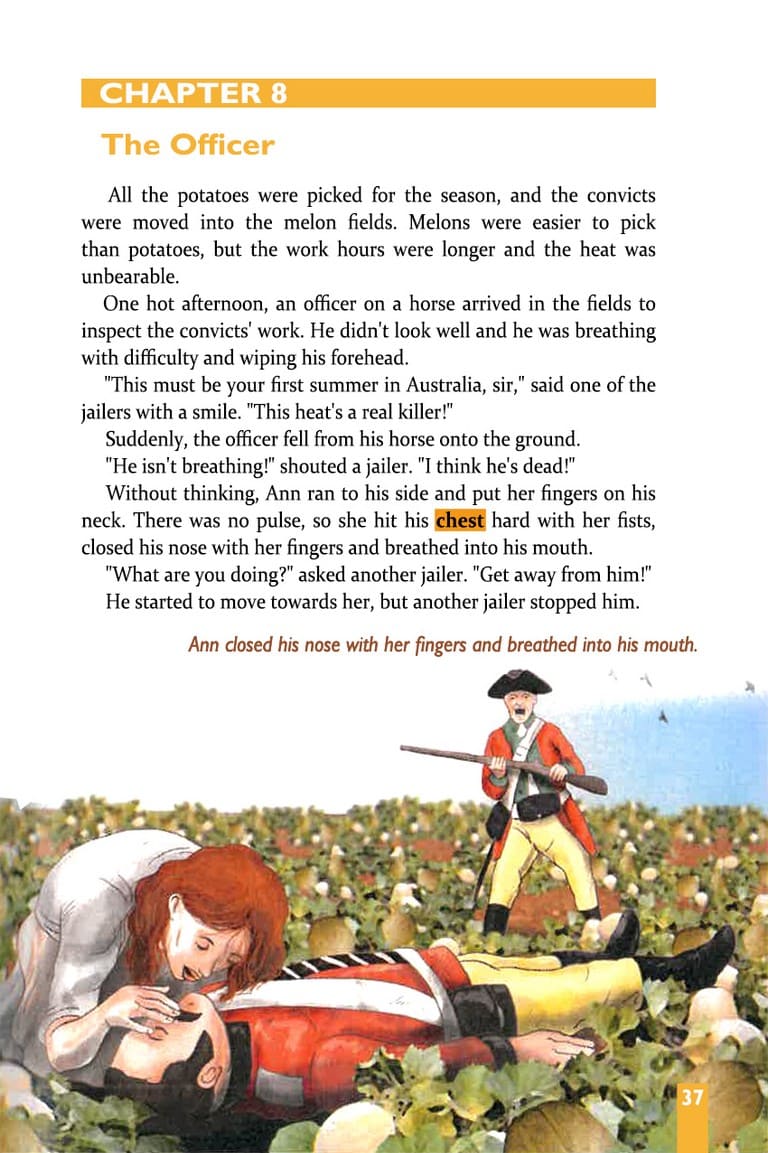 CHAPTER 8
The Officer
All the potatoes were picked for the season, and the convicts
were moved into the melon fields. Melons were easier to pick
than potatoes, but the work hours were longer and the heat was
unbearable.
One hot afternoon, an officer on a horse arrived in the fields to
inspect the convicts' work. He didn't look well and he was breathing
with difficulty and wiping his forehead.
"This must be your first summer in Australia, sir," said one of the
jailers with a smile. "This heat's a real killer!"
Suddenly, the officer fell from his horse onto the ground.
"He isn't breathing!" shouted a jailer. "I think he's dead!"
Without thinking, Ann ran to his side and put her fingers on his
neck. There was no pulse, so she hit his chest hard with her fists,
closed his nose with her fingers and breathed into his mouth.
"What are you doing?" asked another jailer. "Get away from him!"
He started to move towards her, but another jailer stopped him.
Ann closed his nose with her fingers and breathed into his mouth.
37